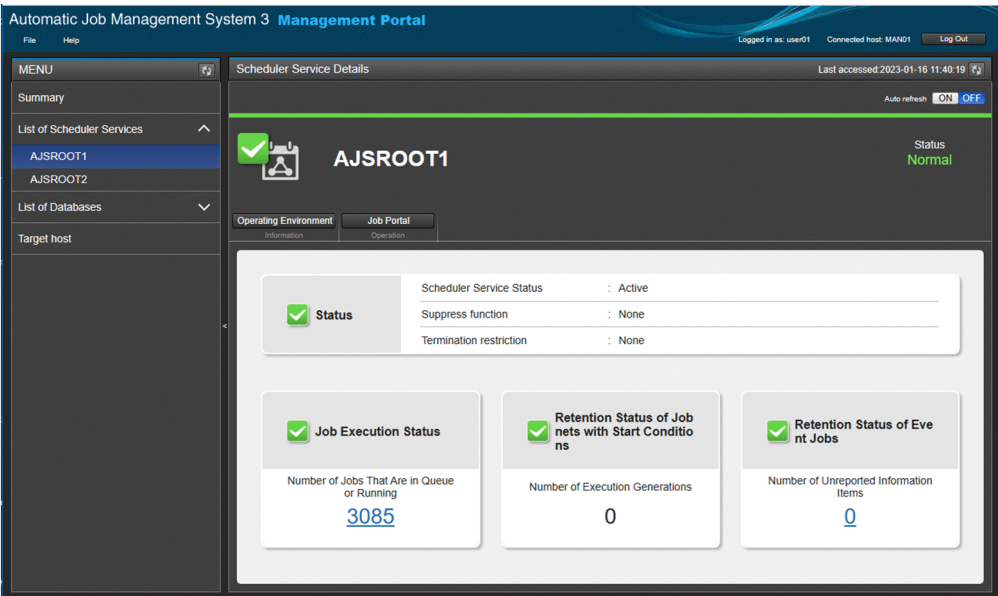 Automatic Job Management System 3 Management Portal
File Help
Logged in as: user01 Connected host: MAN01 Log Out
MENU
Summary
List of Scheduler Services
AJSROOT1
AJSROOT2
List of Databases
Target host
<
Scheduler Service Details
Last accessed:2023-01-16 11:40:19
Auto refresh ON OFF
AJSROOT1
Status
Normal
Operating Environment
Information
Job Portal
Operation
Status
Scheduler Service Status : Active
Suppress function : None
Termination restriction : None
Job Execution Status
Number of Jobs That Are in Queue
or Running
3085
Retention Status of Job
nets with Start Conditio
ns
Number of Execution Generations
0
Retention Status of Eve
nt Jobs
Number of Unreported Information
Items
0